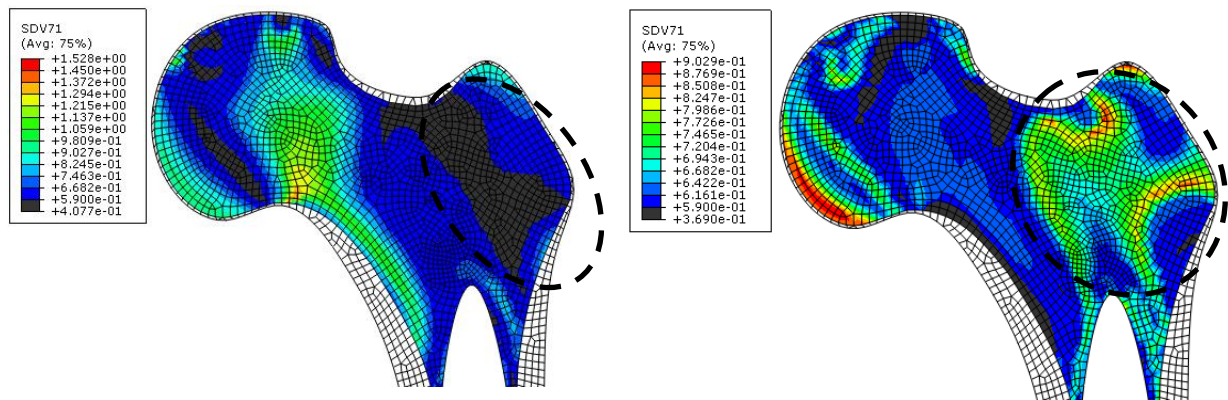 SDV71
(Avg: 75%)
+1.528e+00
+1.450e+00
+1.372e+00
+1.294e+00
+1.215e+00
+1.137e+00
+1.059e+00
+9.809e-01
+9.027e-01
+8.245e-01
+7.463e-01
+6.682e-01
+5.900e-01
+4.077e-01
SDV71
(Avg: 75%)
+9.029e-01
+8.769e-01
+8.508e-01
+8.247e-01
+7.986e-01
+7.726e-01
+7.465e-01
+7.204e-01
+6.943e-01
+6.682e-01
+6.422e-01
+6.161e-01
+5.900e-01
+3.690e-01